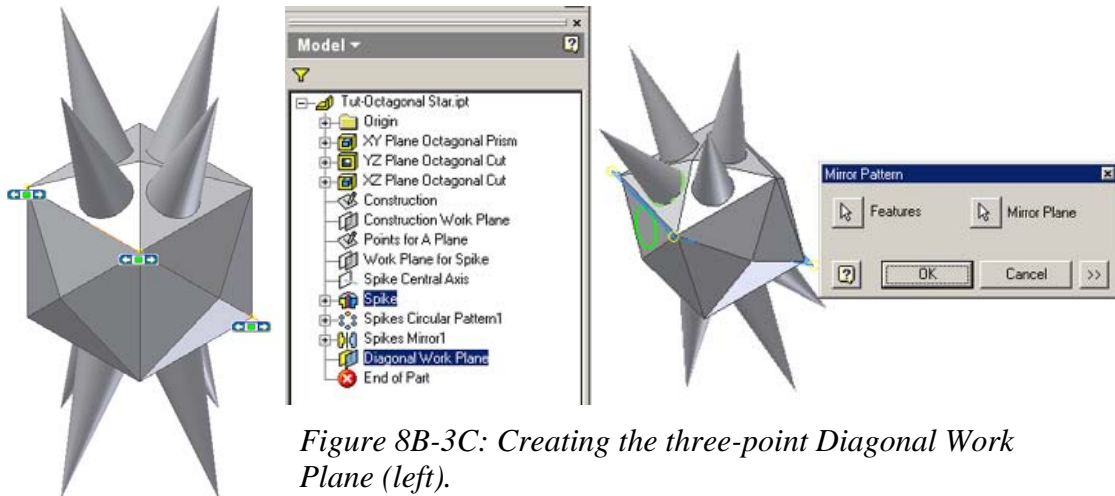 Model
Tut-Octagonal Star.ipt
Origin
XY Plane Octagonal Prism
YZ Plane Octagonal Cut
XZ Plane Octagonal Cut
Construction
Construction Work Plane
Points for A Plane
Work Plane for Spike
Spike Central Axis
Spike
Spikes Circular Pattern1
Spikes Mirror1
Diagonal Work Plane
End of Part
Mirror Pattern
Features
Mirror Plane
OK
Cancel
>>
Figure 8B-3C: Creating the three-point Diagonal Work
Plane (left).